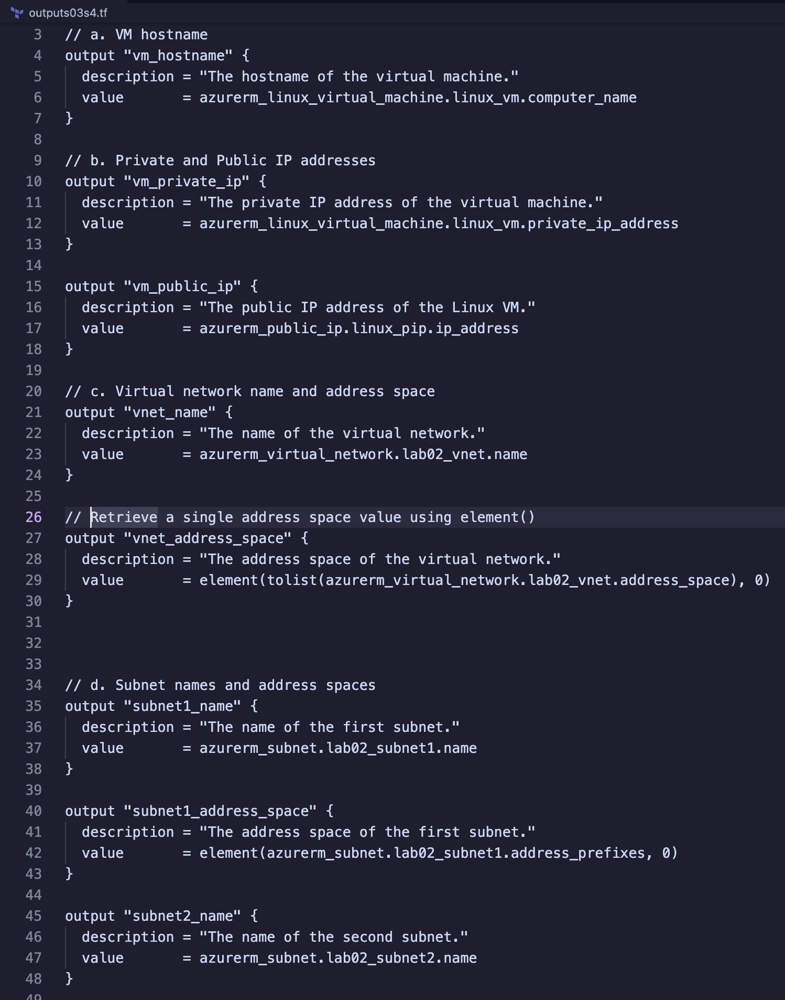 outputs03s4.tf
3 // a. VM hostname
4 output "vm_hostname" {
5   description = "The hostname of the virtual machine."
6   value       = azurerm_linux_virtual_machine.linux_vm.computer_name
7 }
8
9 // b. Private and Public IP addresses
10 output "vm_private_ip" {
11   description = "The private IP address of the virtual machine."
12   value       = azurerm_linux_virtual_machine.linux_vm.private_ip_address
13 }
14
15 output "vm_public_ip" {
16   description = "The public IP address of the Linux VM."
17   value       = azurerm_public_ip.linux_pip.ip_address
18 }
19
20 // c. Virtual network name and address space
21 output "vnet_name" {
22   description = "The name of the virtual network."
23   value       = azurerm_virtual_network.lab02_vnet.name
24 }
25
26 // Retrieve a single address space value using element()
27 output "vnet_address_space" {
28   description = "The address space of the virtual network."
29   value       = element(tolist(azurerm_virtual_network.lab02_vnet.address_space), 0)
30 }
31
32
33
34 // d. Subnet names and address spaces
35 output "subnet1_name" {
36   description = "The name of the first subnet."
37   value       = azurerm_subnet.lab02_subnet1.name
38 }
39
40 output "subnet1_address_space" {
41   description = "The address space of the first subnet."
42   value       = element(azurerm_subnet.lab02_subnet1.address_prefixes, 0)
43 }
44
45 output "subnet2_name" {
46   description = "The name of the second subnet."
47   value       = azurerm_subnet.lab02_subnet2.name
48 }
49